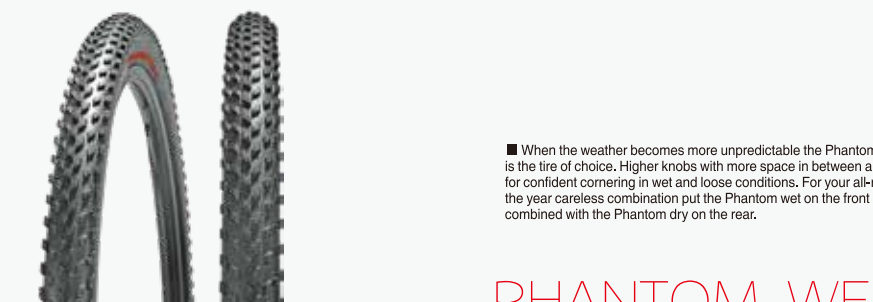 ■ When the weather becomes more unpredictable the Phantom
is the tire of choice. Higher knobs with more space in between a
for confident cornering in wet and loose conditions. For your all-
the year careless combination put the Phantom wet on the front
combined with the Phantom dry on the rear.
PHANTOM WE